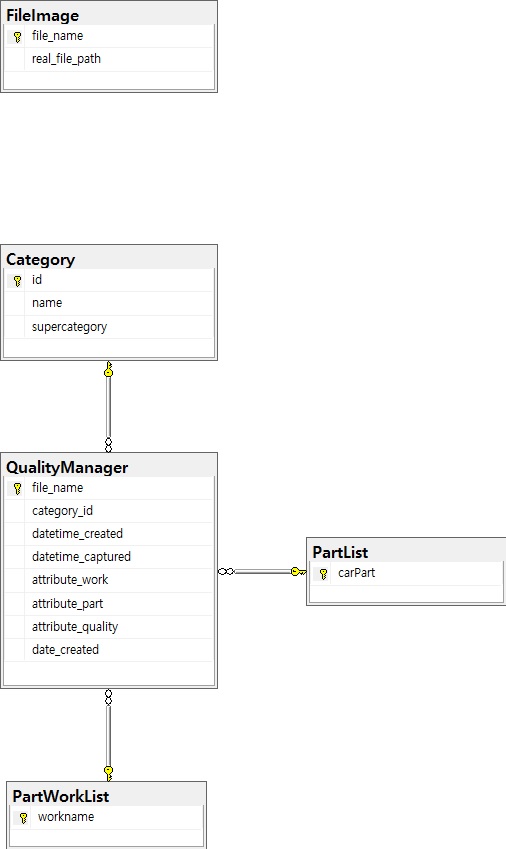 FileImage
file_name
real_file_path
Category
id
name
supercategory
QualityManager
file_name
category_id
datetime_created
datetime_captured
attribute_work
attribute_part
attribute_quality
date_created
PartList
carPart
PartWorkList
workname